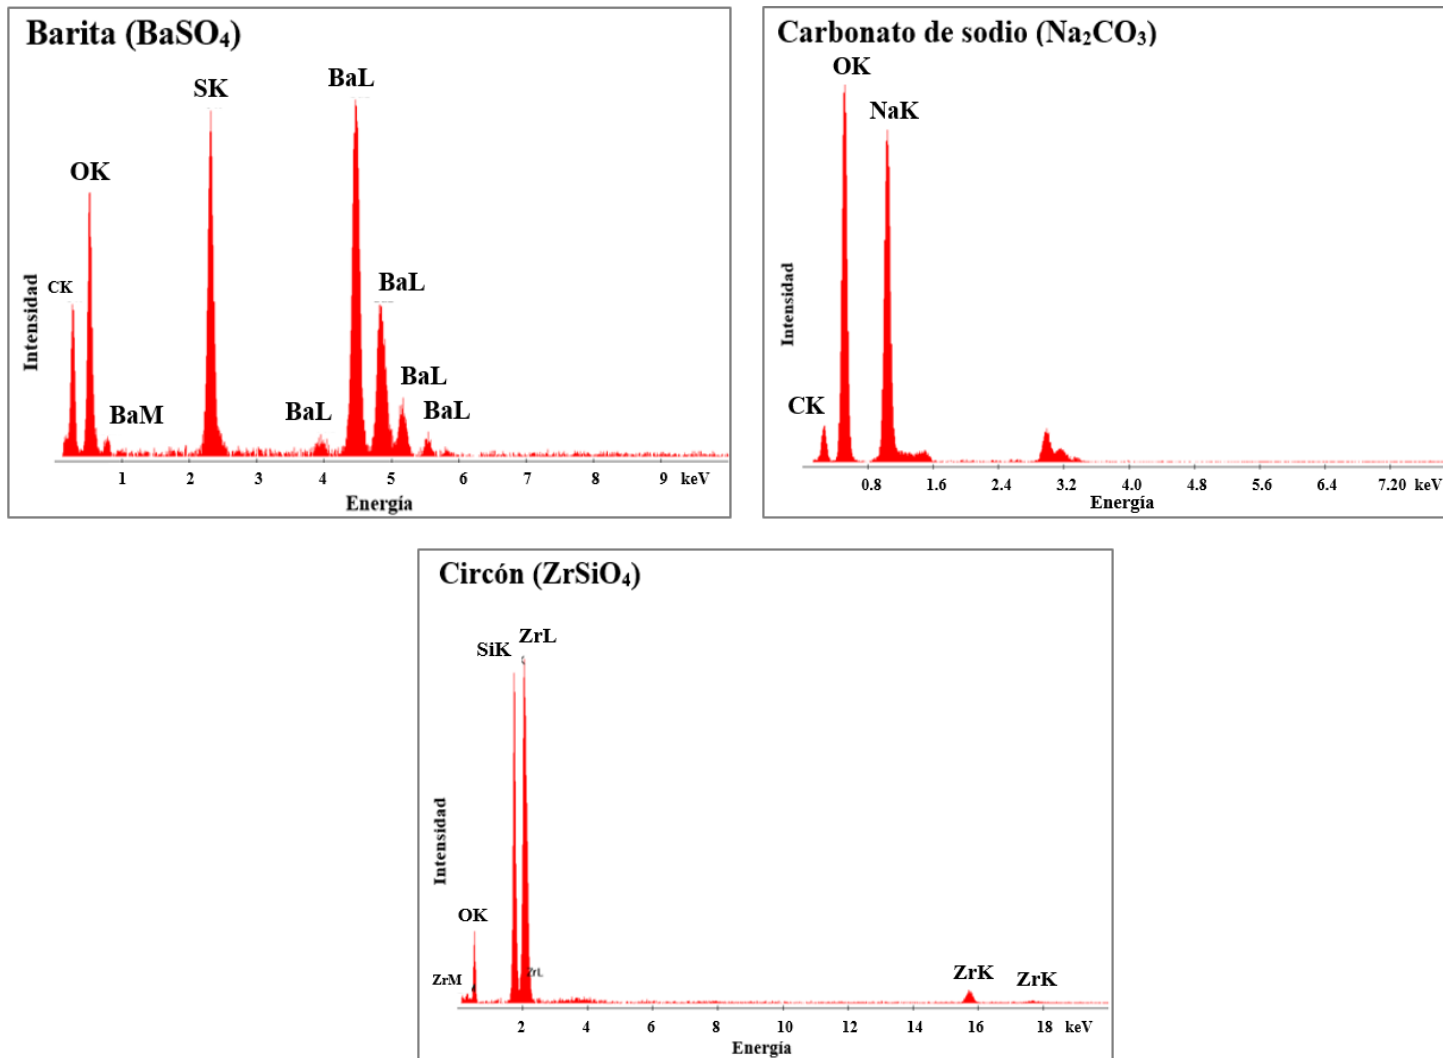 Barita (BaSO₄)
SK
BaL
OK
BaL
CK
BaL
BaM
BaL
BaL
Intensidad
1 2 3 4 5 6 7 8 9 keV
Energía
Carbonato de sodio (Na₂CO₃)
OK
NaK
CK
Intensidad
0.8 1.6 2.4 3.2 4.0 4.8 5.6 6.4 7.20 keV
Energía
Circón (ZrSiO₄)
SiK ZrL
OK
ZrM
ZrL
ZrK ZrK
Intensidad
2 4 6 8 10 12 14 16 18 keV
Energía